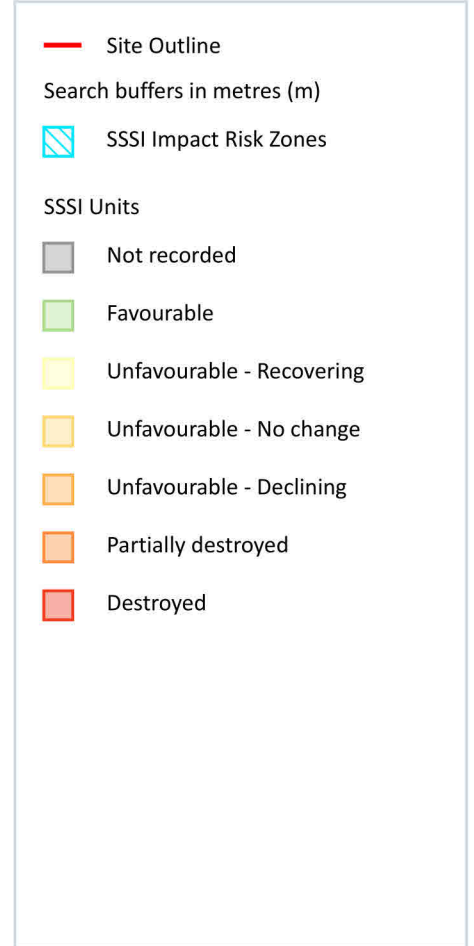 Site Outline
Search buffers in metres (m)
SSSI Impact Risk Zones
SSSI Units
Not recorded
Favourable
Unfavourable - Recovering
Unfavourable - No change
Unfavourable - Declining
Partially destroyed
Destroyed